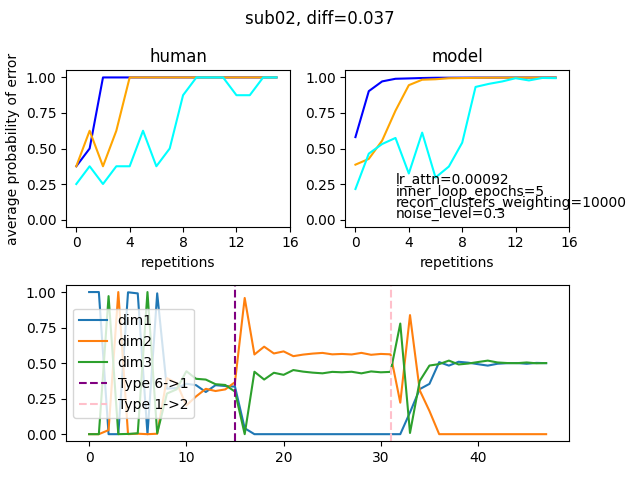 sub02, diff=0.037
human
model
average probability of error
1.00
0.75
0.50
0.25
0.00
0 4 8 12 16
repetitions
1.00
0.75
0.50
0.25
0.00
lr_attn=0.00092
inner_loop_epochs=5
recon_clusters_weighting=10000
noise_level=0.3
0 4 8 12 16
repetitions
1.00
0.75
0.50
0.25
0.00
dim1
dim2
dim3
Type 6->1
Type 1->2
0 10 20 30 40